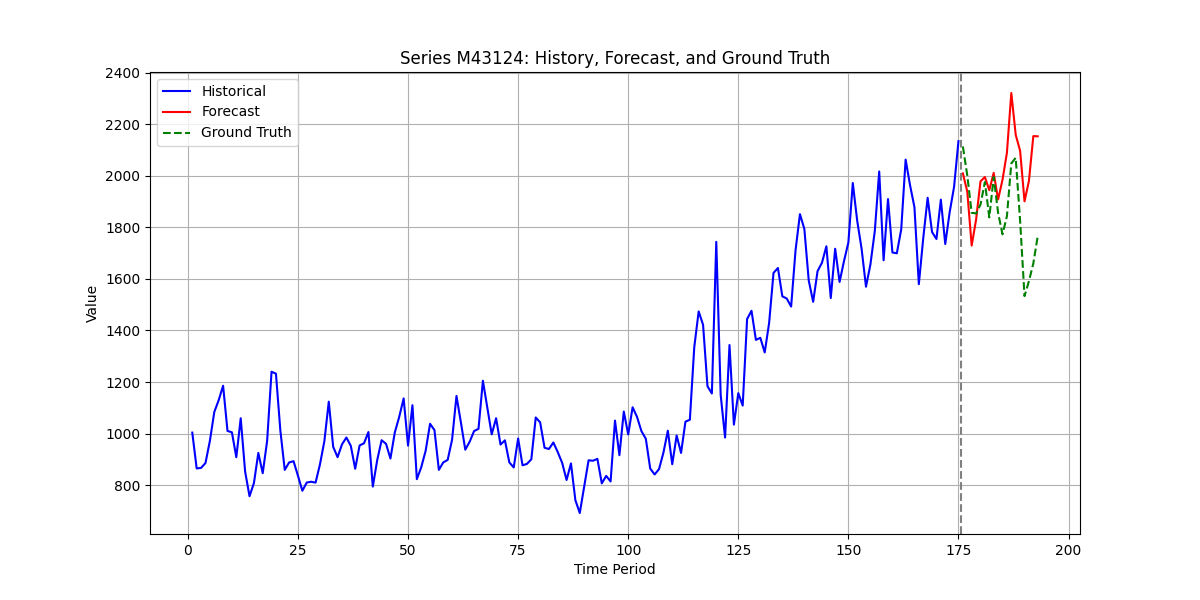 Series M43124: History, Forecast, and Ground Truth
2400
2200
2000
1800
1600
1400
1200
1000
800
Value
Historical
Forecast
Ground Truth
0 25 50 75 100 125 150 175 200
Time Period